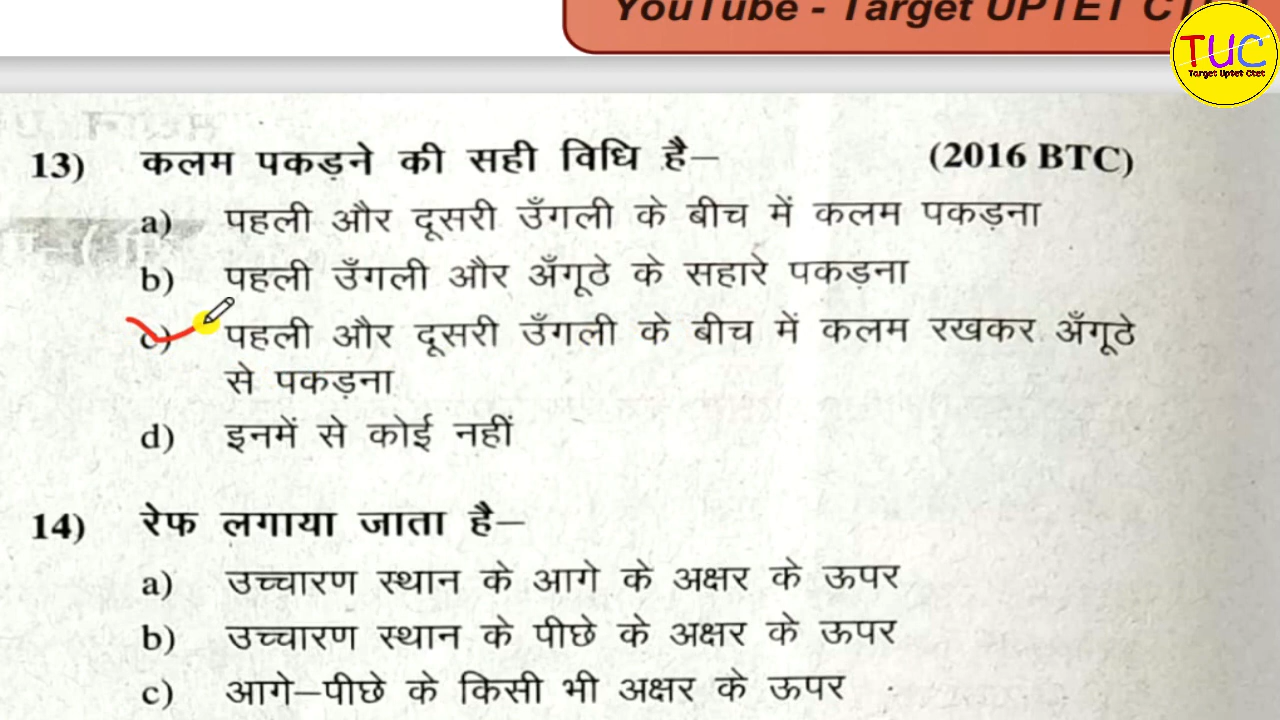 YouTube - Target UPTET CTET
TUC
Target Uptet Ctet
13) कलम पकड़ने की सही विधि है– (2016 BTC)
a) पहली और दूसरी उँगली के बीच में कलम पकड़ना
b) पहली उँगली और अँगूठे के सहारे पकड़ना
c) पहली और दूसरी उँगली के बीच में कलम रखकर अँगूठे
से पकड़ना
d) इनमें से कोई नहीं
14) रेफ लगाया जाता है–
a) उच्चारण स्थान के आगे के अक्षर के ऊपर
b) उच्चारण स्थान के पीछे के अक्षर के ऊपर
c) आगे–पीछे के किसी भी अक्षर के ऊपर